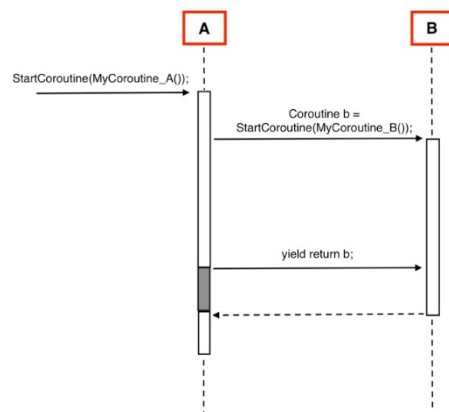 A
B
StartCoroutine(MyCoroutine_A());
Coroutine b =
StartCoroutine(MyCoroutine_B());
yield return b;